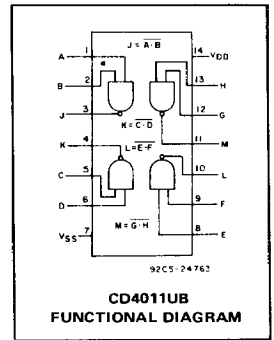 J = A·B
A 1
14 VDD
B 2
13 H
J 3
12 G
K = C·D
K 4
11 M
L = E·F
C 5
10 L
D 6
9 F
VSS 7
8 E
M = G·H
92CS-24763
CD4011UB
FUNCTIONAL DIAGRAM